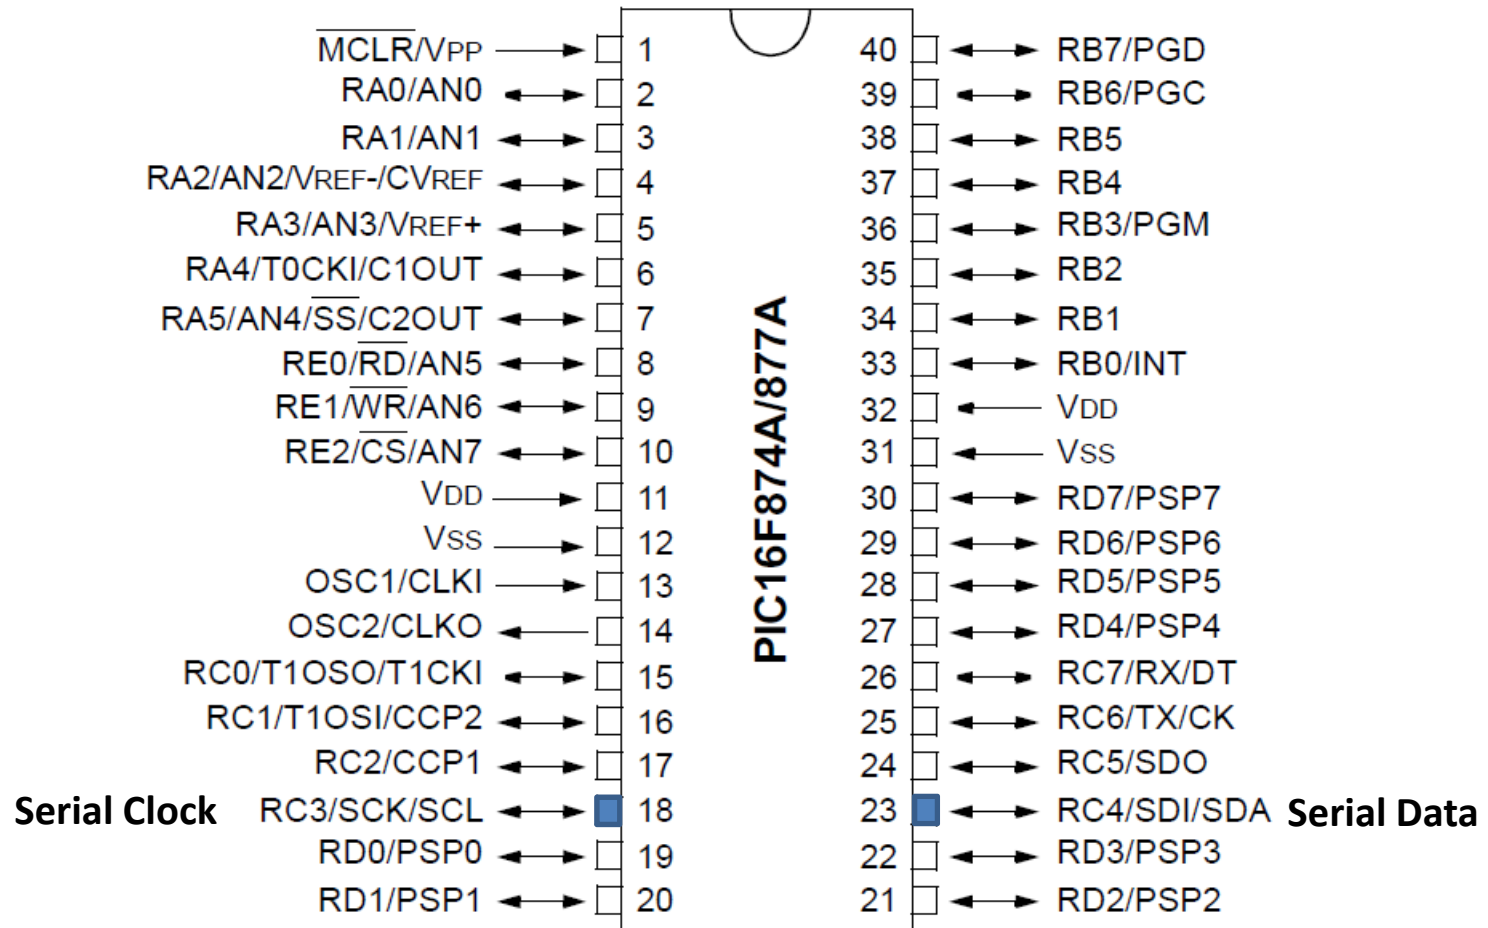 MCLR/VPP 1
RA0/AN0 2
RA1/AN1 3
RA2/AN2/VREF-/CVREF 4
RA3/AN3/VREF+ 5
RA4/T0CKI/C1OUT 6
RA5/AN4/SS/C2OUT 7
RE0/RD/AN5 8
RE1/WR/AN6 9
RE2/CS/AN7 10
VDD 11
VSS 12
OSC1/CLKI 13
OSC2/CLKO 14
RC0/T1OSO/T1CKI 15
RC1/T1OSI/CCP2 16
RC2/CCP1 17
Serial Clock RC3/SCK/SCL 18
RD0/PSP0 19
RD1/PSP1 20
PIC16F874A/877A
40 RB7/PGD
39 RB6/PGC
38 RB5
37 RB4
36 RB3/PGM
35 RB2
34 RB1
33 RB0/INT
32 VDD
31 VSS
30 RD7/PSP7
29 RD6/PSP6
28 RD5/PSP5
27 RD4/PSP4
26 RC7/RX/DT
25 RC6/TX/CK
24 RC5/SDO
23 RC4/SDI/SDA Serial Data
22 RD3/PSP3
21 RD2/PSP2